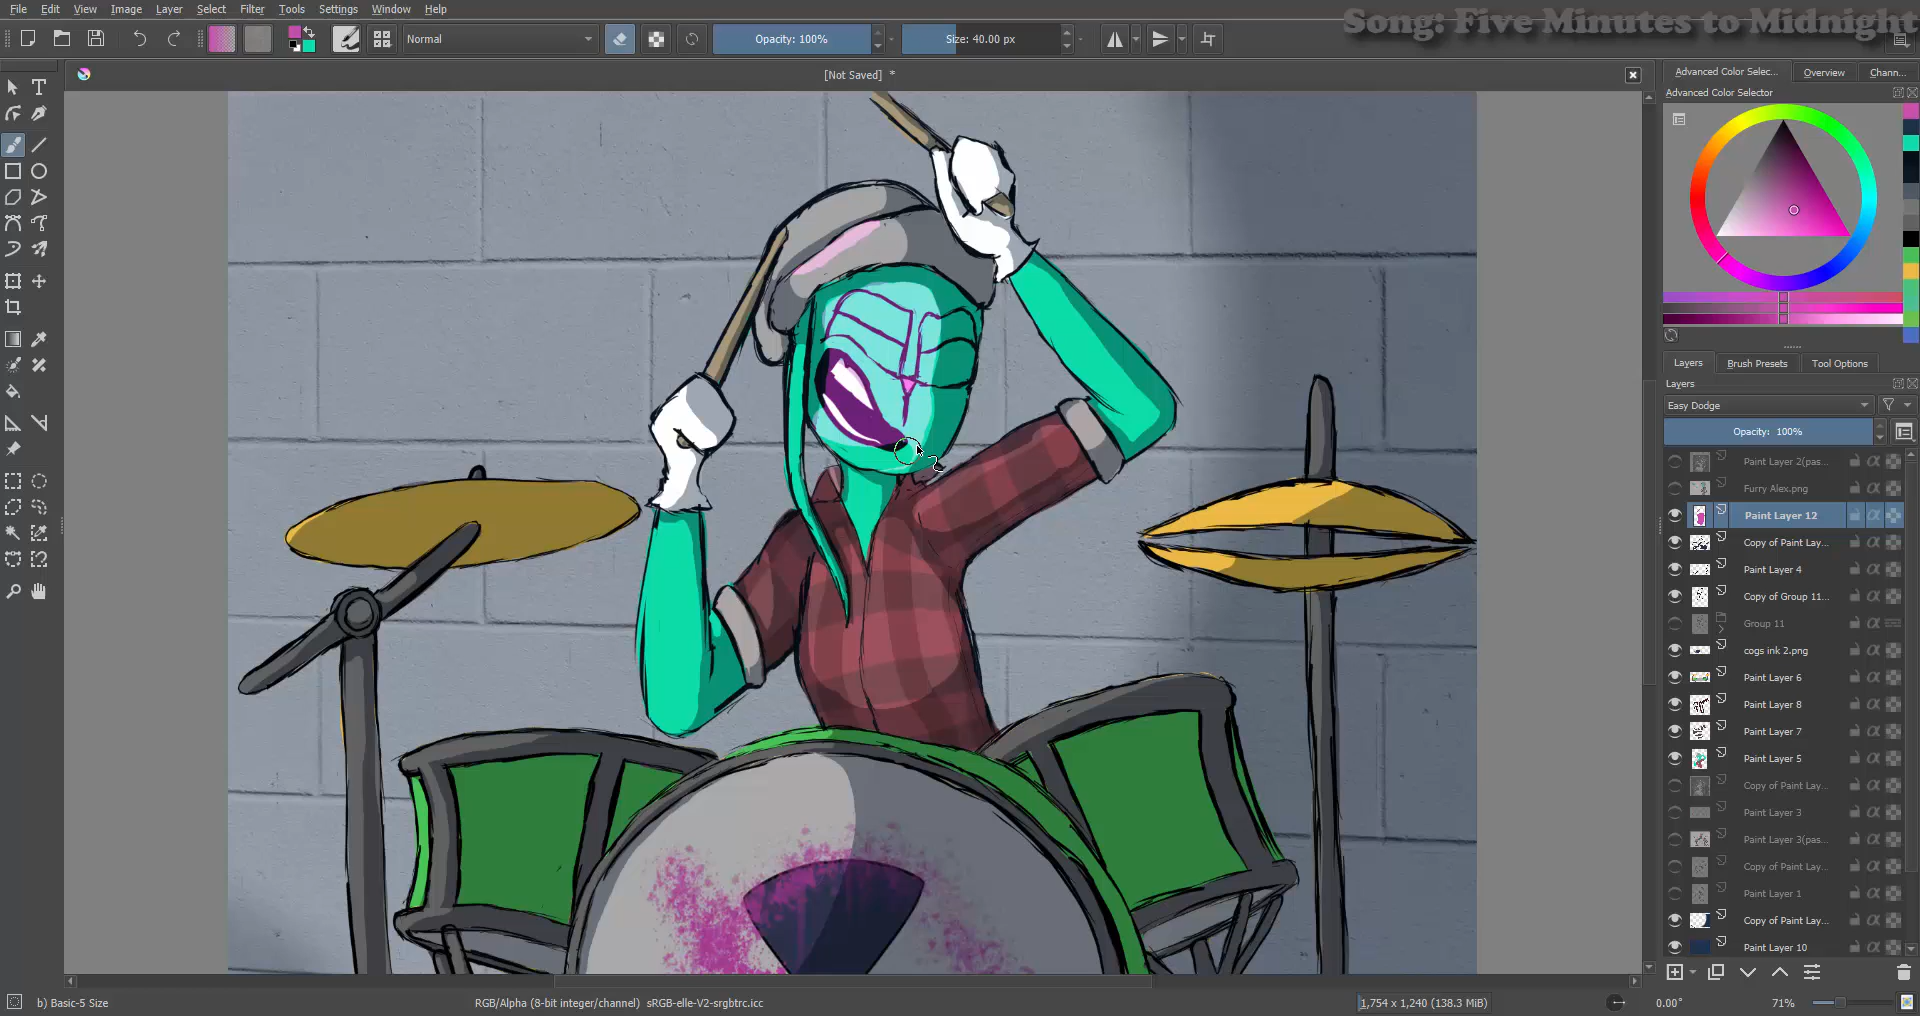 File Edit View Image Layer Select Filter Tools Settings Window Help
Song: Five Minutes to Midnight
Normal
Opacity: 100%
Size: 40.00 px
[Not Saved] *
Advanced Color Selec...
Overview
Chann...
Advanced Color Selector
Layers
Brush Presets
Tool Options
Layers
Easy Dodge
Opacity: 100%
Paint Layer 2(pas...
Furry Alex.png
Paint Layer 12
Copy of Paint Lay...
Paint Layer 4
Copy of Group 11...
Group 11
cogs ink 2.png
Paint Layer 6
Paint Layer 8
Paint Layer 7
Paint Layer 5
Copy of Paint Lay...
Paint Layer 3
Paint Layer 3(pas...
Copy of Paint Lay...
Paint Layer 1
Copy of Paint Lay...
Paint Layer 10
b) Basic-5 Size
RGB/Alpha (8-bit integer/channel) sRGB-elle-V2-srgbtrc.icc
1,754 x 1,240 (138.3 MiB)
0.00°
71%